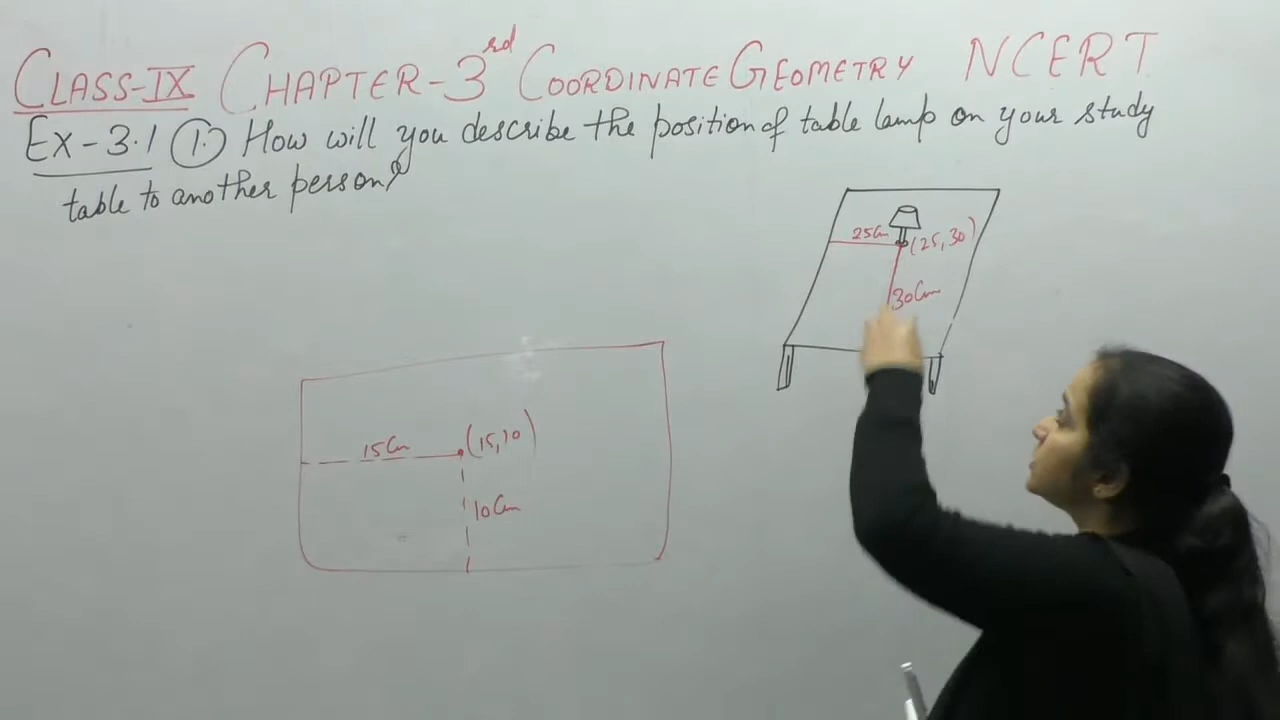 CLASS-IX CHAPTER-3rd COORDINATE GEOMETRY NCERT
Ex-3.1 1. How will you describe the position of table lamp on your study
table to another person?
25Cm (25,30)
30Cm
15Cm (15,10)
10Cm